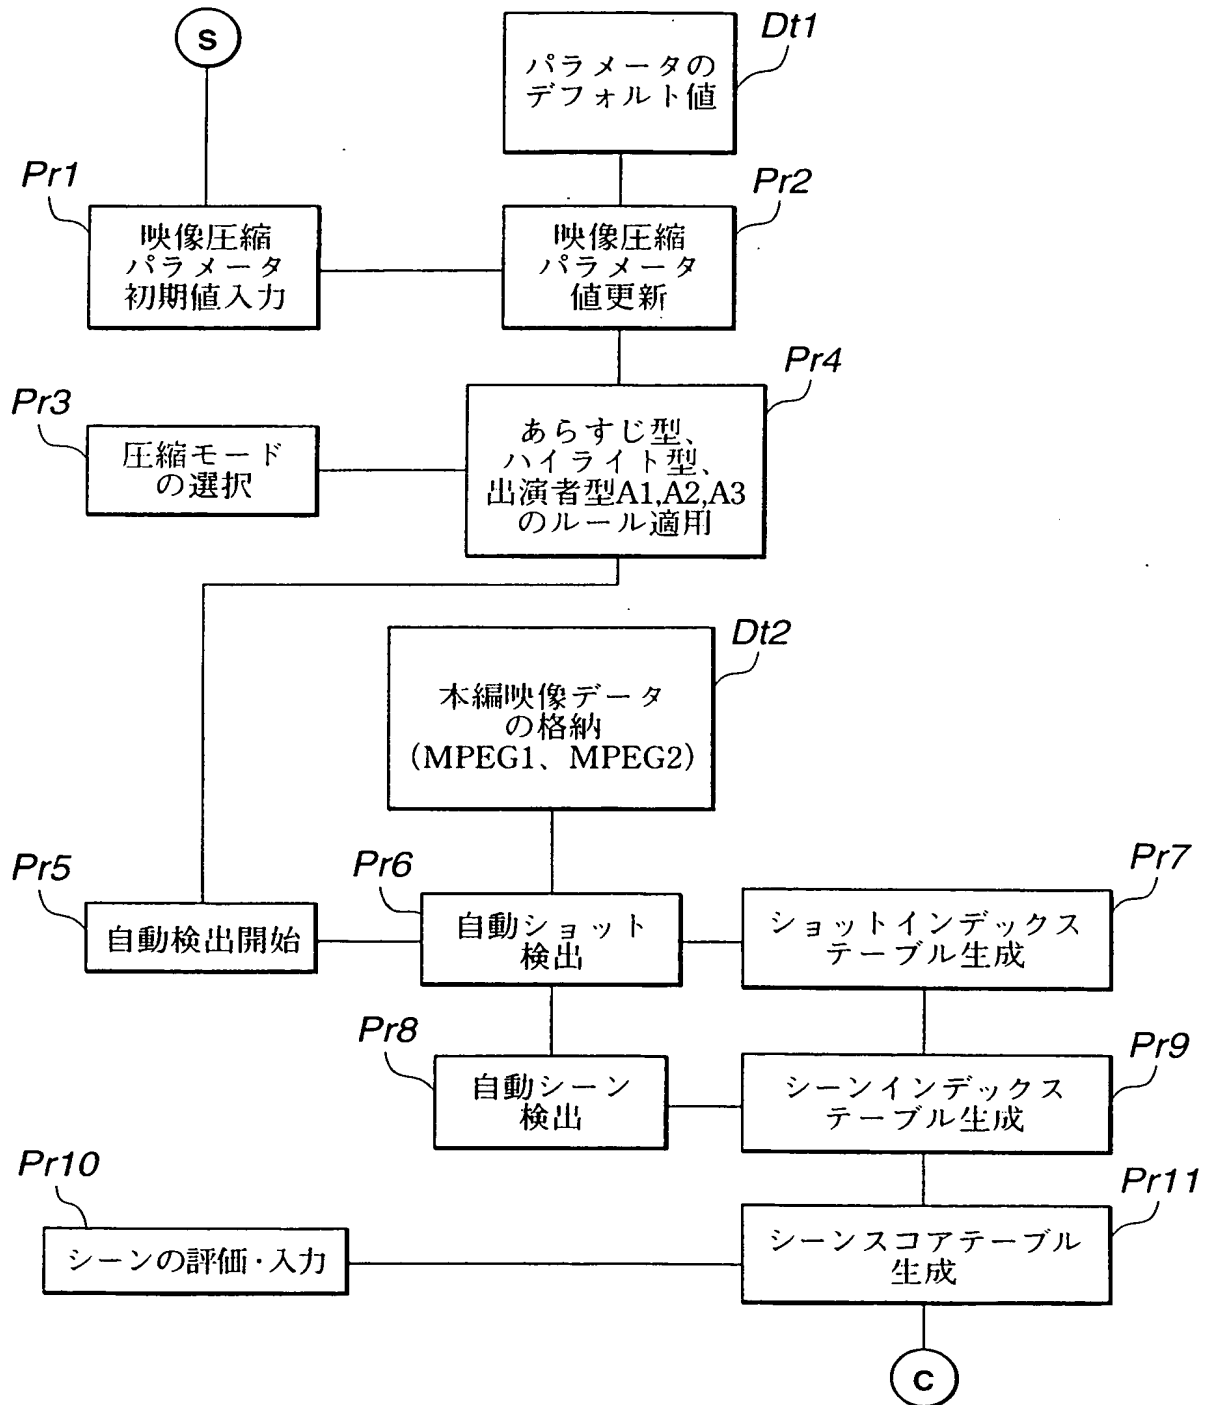 S
Dt1
パラメータの
デフォルト値
Pr1
映像圧縮
パラメータ
初期値入力
Pr2
映像圧縮
パラメータ
値更新
Pr3
圧縮モード
の選択
Pr4
あらすじ型、
ハイライト型、
出演者型A1,A2,A3
のルール適用
Dt2
本編映像データ
の格納
(MPEG1、MPEG2)
Pr5
自動検出開始
Pr6
自動ショット
検出
Pr7
ショットインデックス
テーブル生成
Pr8
自動シーン
検出
Pr9
シーンインデックス
テーブル生成
Pr10
シーンの評価・入力
Pr11
シーンスコアテーブル
生成
C